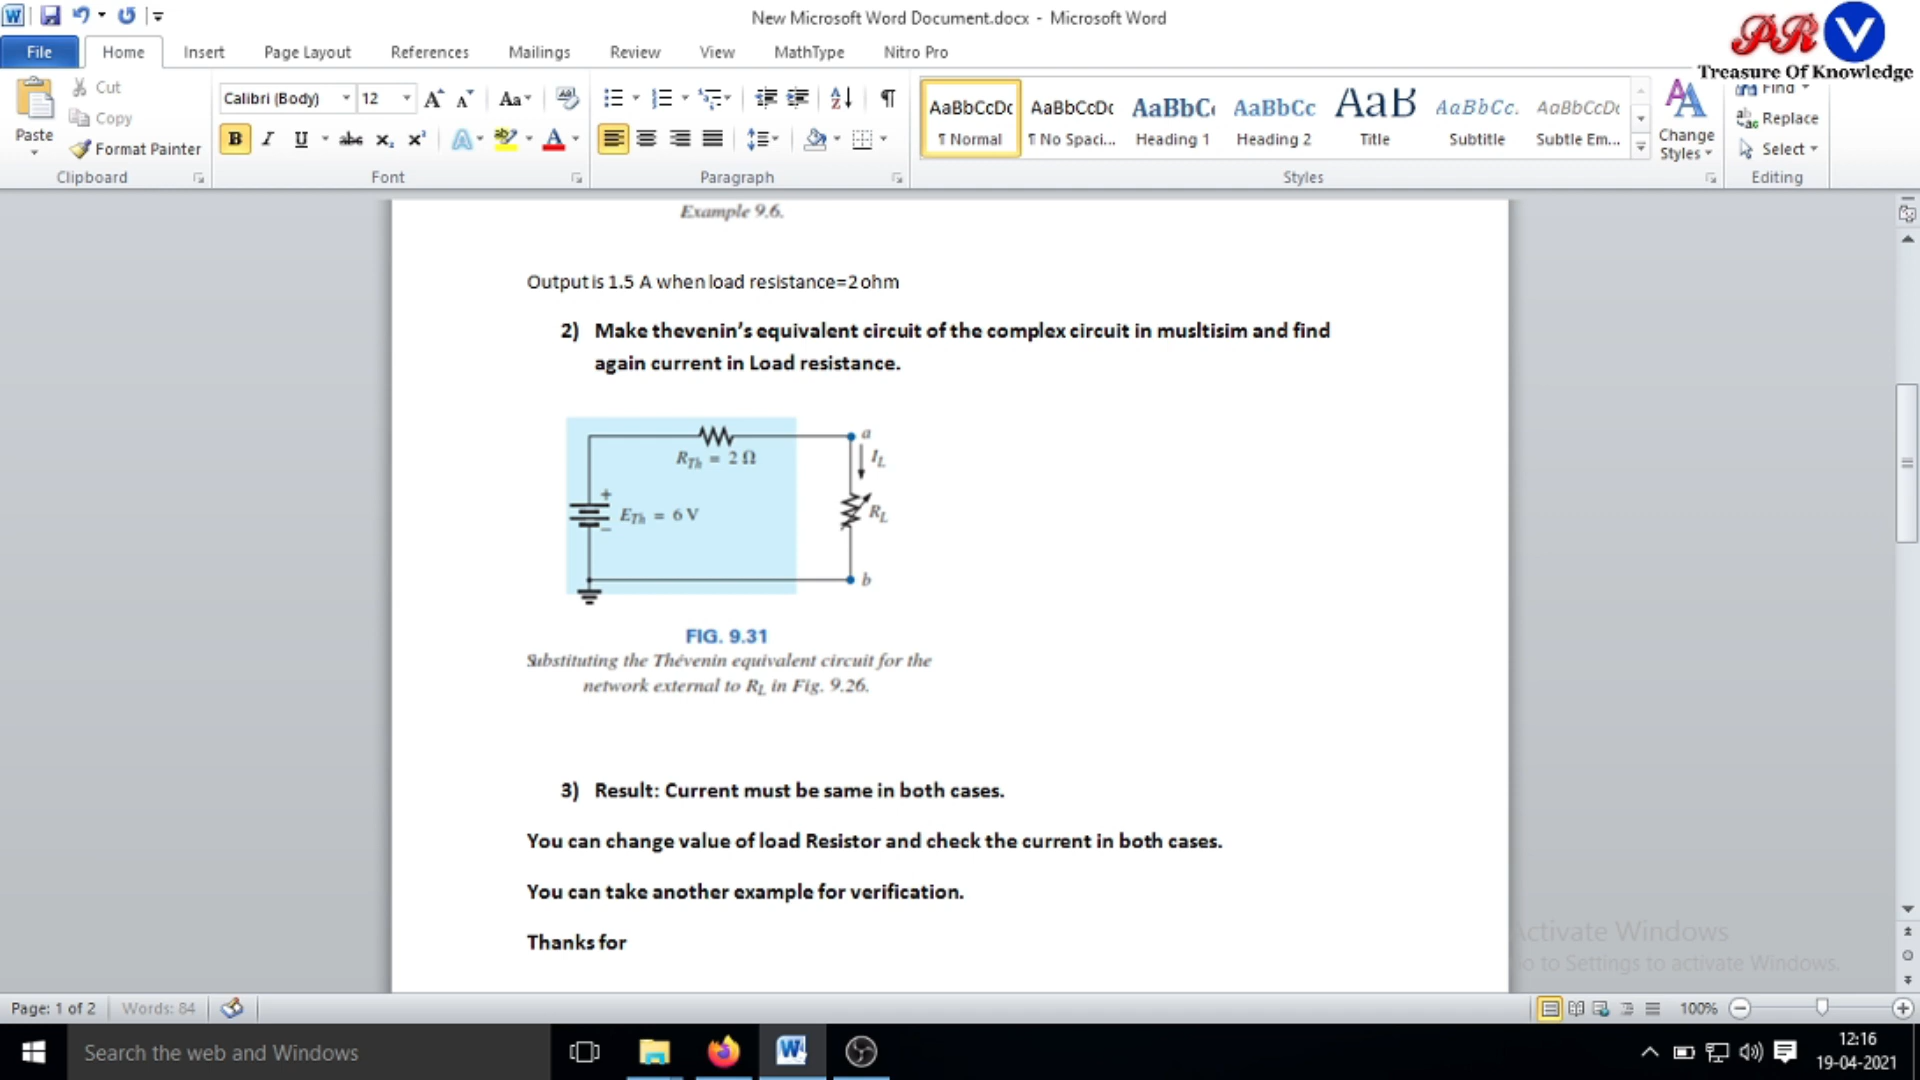 New Microsoft Word Document.docx - Microsoft Word
PR V
Treasure Of Knowledge
File Home Insert Page Layout References Mailings Review View MathType Nitro Pro
Cut
Copy
Format Painter
Paste
Clipboard
Calibri (Body) 12
Font
Paragraph
AaBbCcDc AaBbCcDc AaBbC AaBbCc AaB AaBbCc. AaBbCcDc
¶ Normal ¶ No Spaci... Heading 1 Heading 2 Title Subtitle Subtle Em...
Change
Styles
Styles
Find
Replace
Select
Editing
Example 9.6.
Output is 1.5 A when load resistance=2 ohm
2) Make thevenin's equivalent circuit of the complex circuit in musltisim and find
again current in Load resistance.
a
RTh = 2 Ω
IL
+
ETh = 6 V
RL
−
b
FIG. 9.31
Substituting the Thévenin equivalent circuit for the
network external to RL in Fig. 9.26.
3) Result: Current must be same in both cases.
You can change value of load Resistor and check the current in both cases.
You can take another example for verification.
Thanks for
Activate Windows
Go to Settings to activate Windows.
Page: 1 of 2 Words: 84
100%
Search the web and Windows
12:16
19-04-2021